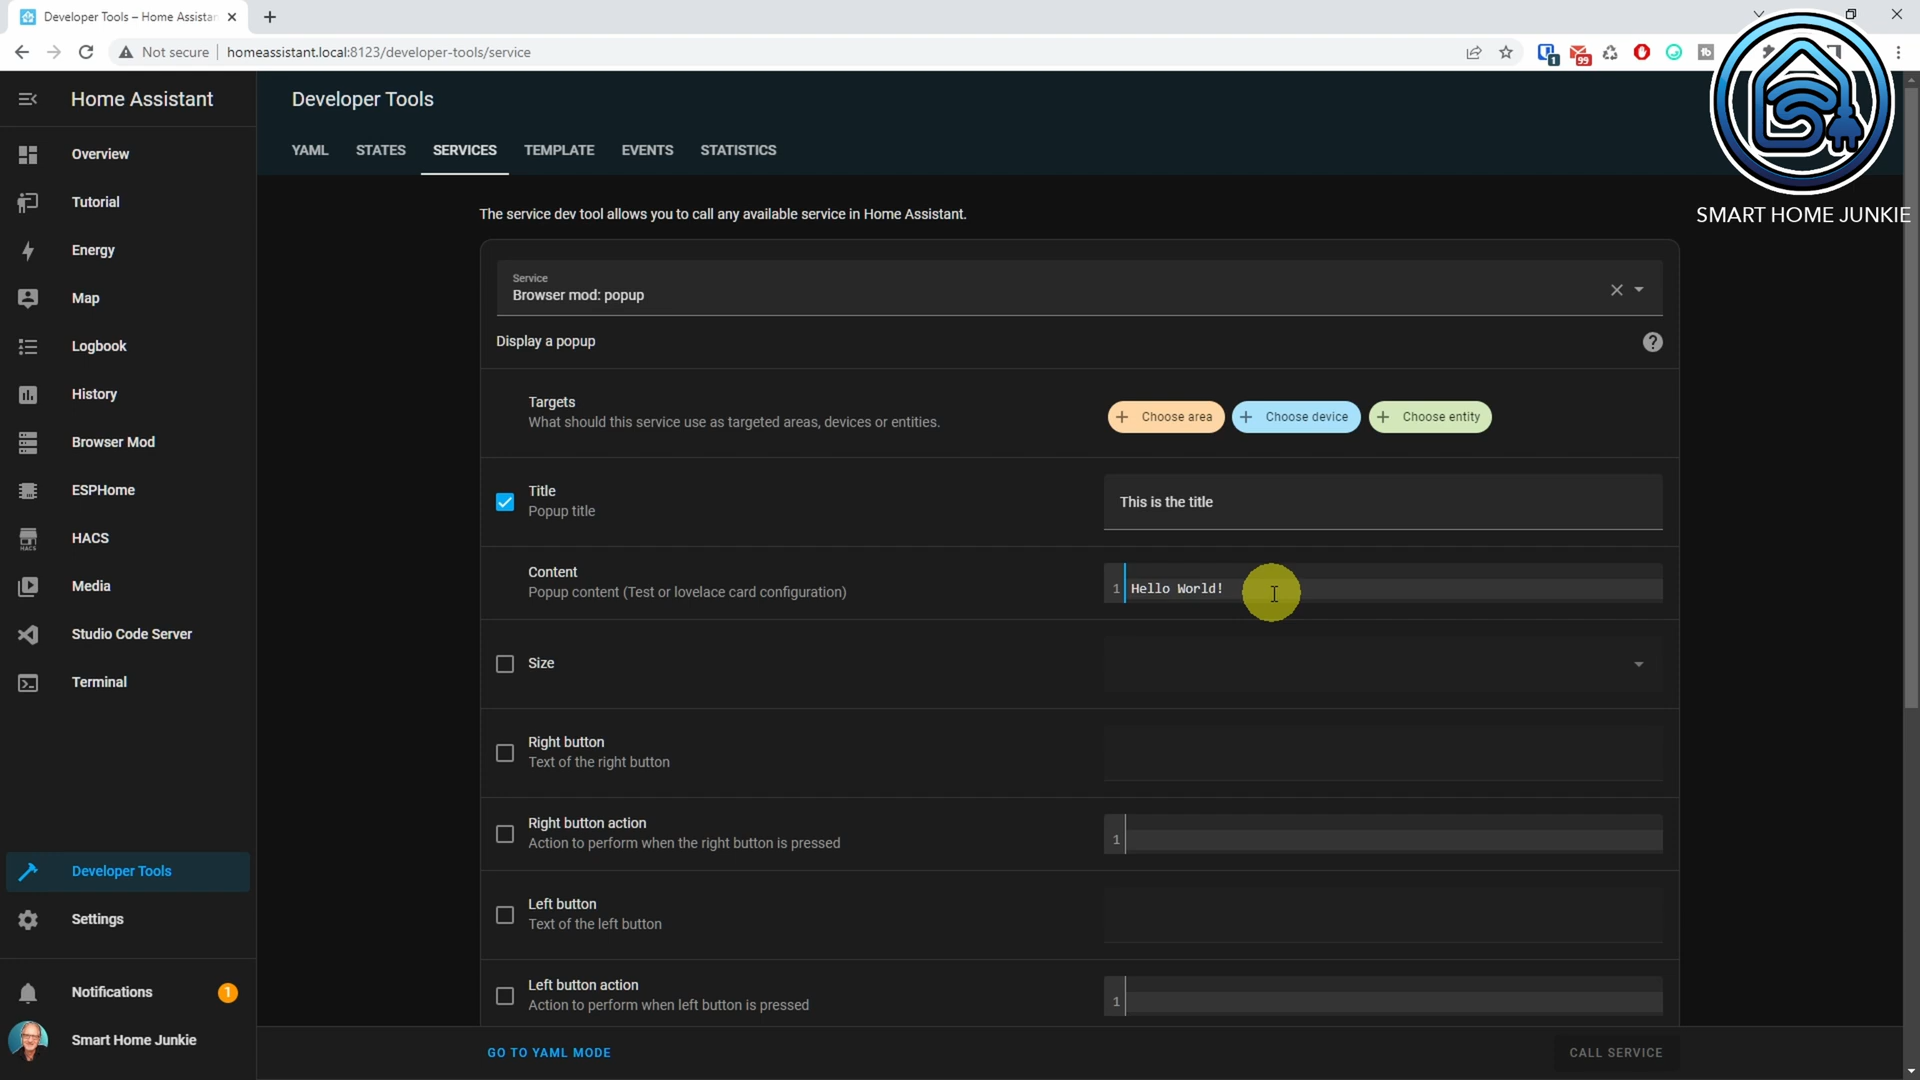 Developer Tools – Home Assistan
Not secure
homeassistant.local:8123/developer-tools/service
1
99
Home Assistant
Developer Tools
YAML
STATES
SERVICES
TEMPLATE
EVENTS
STATISTICS
SMART HOME JUNKIE
Overview
Tutorial
Energy
Map
Logbook
History
Browser Mod
ESPHome
HACS
HACS
Media
Studio Code Server
Terminal
Developer Tools
Settings
Notifications
1
Smart Home Junkie
The service dev tool allows you to call any available service in Home Assistant.
Service
Browser mod: popup
Display a popup
Targets
What should this service use as targeted areas, devices or entities.
Choose area
Choose device
Choose entity
Title
Popup title
This is the title
Content
Popup content (Test or lovelace card configuration)
1 Hello World!
Size
Right button
Text of the right button
Right button action
Action to perform when the right button is pressed
1
Left button
Text of the left button
Left button action
Action to perform when left button is pressed
1
GO TO YAML MODE
CALL SERVICE